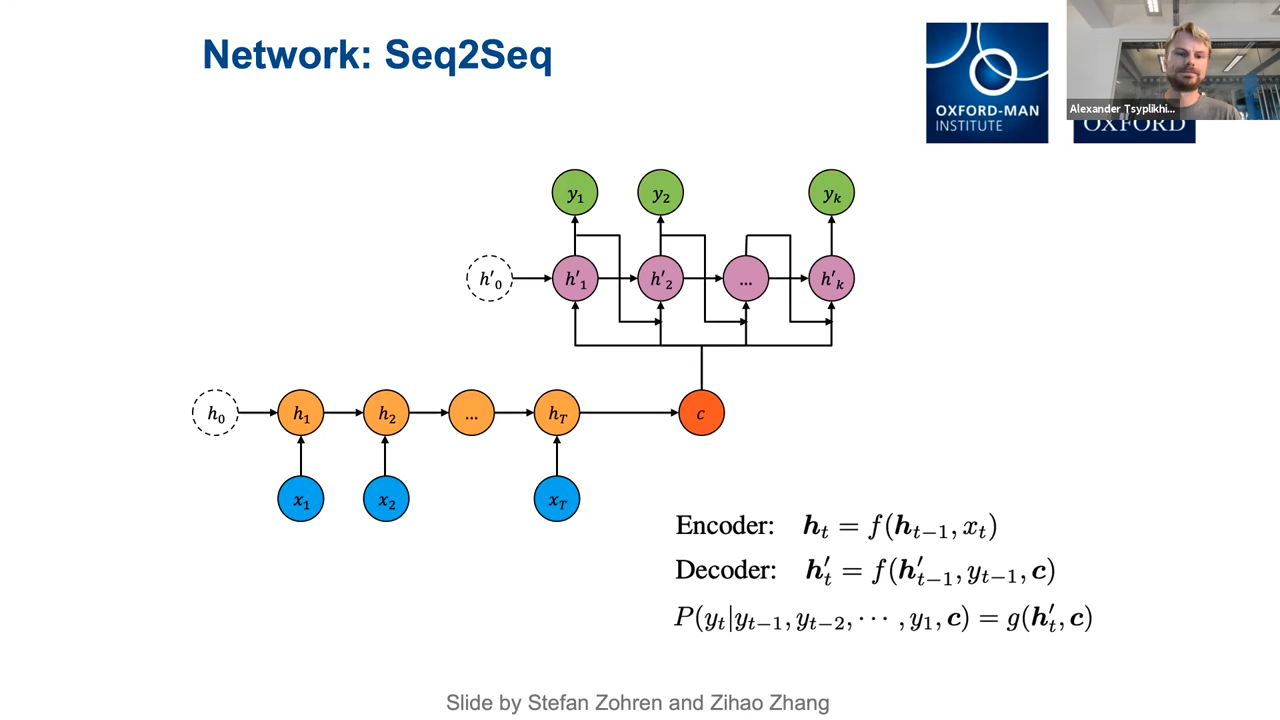 Network: Seq2Seq
OXFORD-MAN
INSTITUTE
Alexander Tsyplikhi...
OXFORD
y₁ y₂ yₖ
h′₀ h′₁ h′₂ ... h′ₖ
h₀ h₁ h₂ ... h_T c
x₁ x₂ x_T
Encoder: hₜ = f(hₜ₋₁, xₜ)
Decoder: h′ₜ = f(h′ₜ₋₁, yₜ₋₁, c)
P(yₜ|yₜ₋₁, yₜ₋₂, ⋯ , y₁, c) = g(h′ₜ, c)
Slide by Stefan Zohren and Zihao Zhang